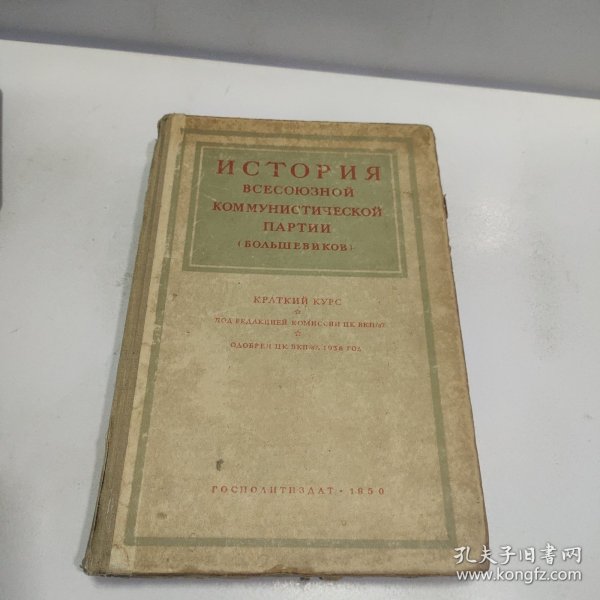 ИСТОРИЯ
ВСЕСОЮЗНОЙ
КОММУНИСТИЧЕСКОЙ
ПАРТИИ
(БОЛЬШЕВИКОВ)
КРАТКИЙ КУРС
ПОД РЕДАКЦИЕЙ КОМИССИИ ЦК ВКП(б)
ОДОБРЕН ЦК ВКП(б). 1938 ГОД
ГОСПОЛИТИЗДАТ · 1950
孔夫子旧书网
www.kongfz.com